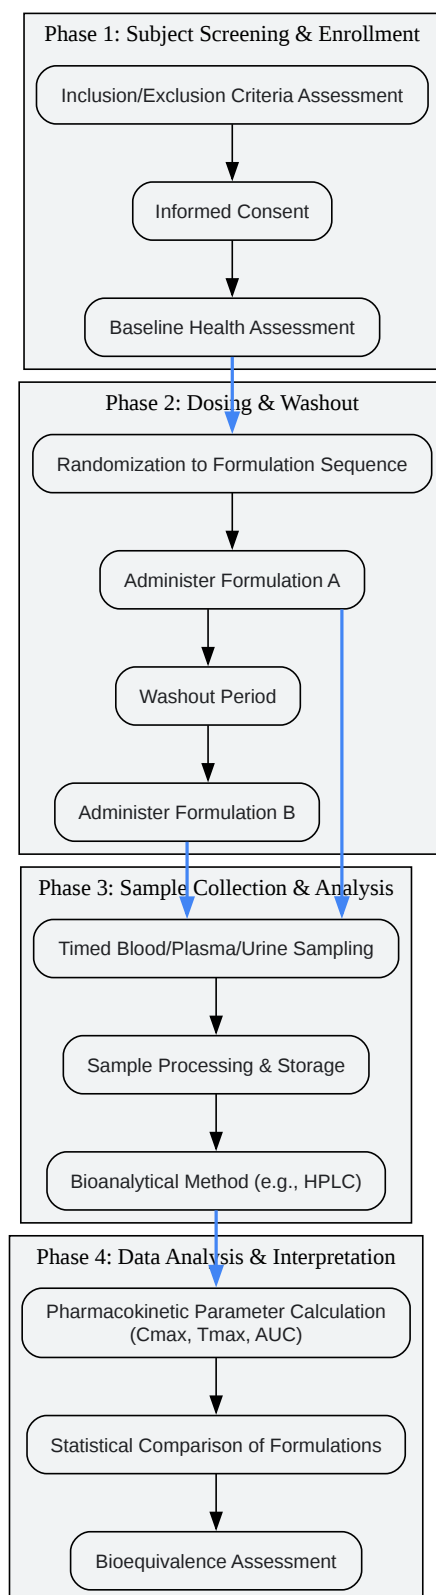 Phase 1: Subject Screening & Enrollment
Inclusion/Exclusion Criteria Assessment
Informed Consent
Baseline Health Assessment
Phase 2: Dosing & Washout
Randomization to Formulation Sequence
Administer Formulation A
Washout Period
Administer Formulation B
Phase 3: Sample Collection & Analysis
Timed Blood/Plasma/Urine Sampling
Sample Processing & Storage
Bioanalytical Method (e.g., HPLC)
Phase 4: Data Analysis & Interpretation
Pharmacokinetic Parameter Calculation
(Cmax, Tmax, AUC)
Statistical Comparison of Formulations
Bioequivalence Assessment